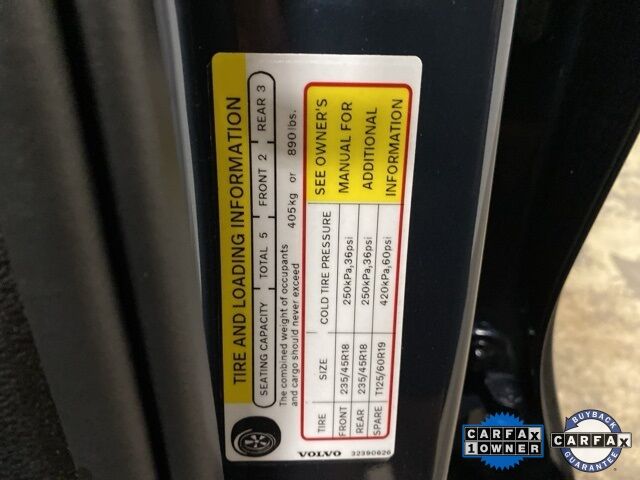 TIRE AND LOADING INFORMATION
SEATING CAPACITY TOTAL 5 FRONT 2 REAR 3
The combined weight of occupants
and cargo should never exceed 405kg or 890lbs.
TIRE SIZE COLD TIRE PRESSURE
FRONT 235/45R18 250kPa,36psi
REAR 235/45R18 250kPa,36psi
SPARE T125/60R19 420kPa,60psi
SEE OWNER'S
MANUAL FOR
ADDITIONAL
INFORMATION
VOLVO 32390626
CARFAX
1 OWNER
BUYBACK
CARFAX
GUARANTEE